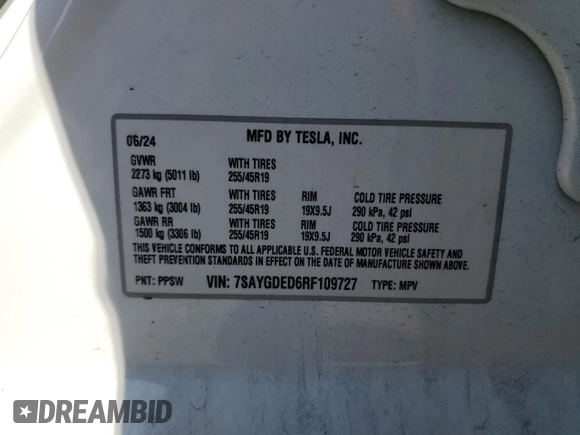 06/24 MFD BY TESLA, INC.
GVWR WITH TIRES
2273 kg (5011 lb) 255/45R19
GAWR FRT WITH TIRES RIM COLD TIRE PRESSURE
1363 kg (3004 lb) 255/45R19 19X9.5J 290 kPa, 42 psi
GAWR RR WITH TIRES RIM COLD TIRE PRESSURE
1500 kg (3306 lb) 255/45R19 19X9.5J 290 kPa, 42 psi
THIS VEHICLE CONFORMS TO ALL APPLICABLE U.S. FEDERAL MOTOR VEHICLE SAFETY AND
THEFT PREVENTION STANDARDS IN EFFECT ON THE DATE OF MANUFACTURE SHOWN ABOVE.
PNT: PPSW VIN: 7SAYGDED6RF109727 TYPE: MPV
DREAMBID